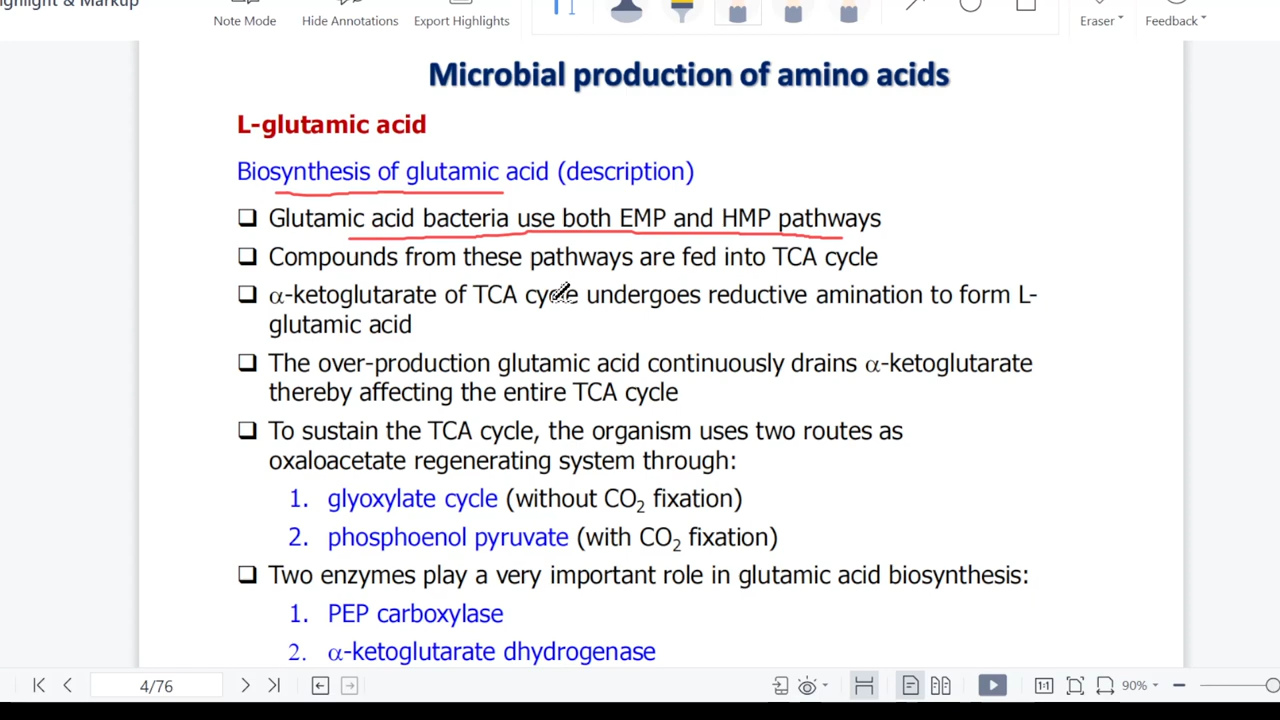 ighlight & Markup
Note Mode
Hide Annotations
Export Highlights
Eraser
Feedback
Microbial production of amino acids
L-glutamic acid
Biosynthesis of glutamic acid (description)
❑ Glutamic acid bacteria use both EMP and HMP pathways
❑ Compounds from these pathways are fed into TCA cycle
❑ α-ketoglutarate of TCA cycle undergoes reductive amination to form L-
glutamic acid
❑ The over-production glutamic acid continuously drains α-ketoglutarate
thereby affecting the entire TCA cycle
❑ To sustain the TCA cycle, the organism uses two routes as
oxaloacetate regenerating system through:
1. glyoxylate cycle (without CO₂ fixation)
2. phosphoenol pyruvate (with CO₂ fixation)
❑ Two enzymes play a very important role in glutamic acid biosynthesis:
1. PEP carboxylase
2. α-ketoglutarate dhydrogenase
4/76
1:1
90%